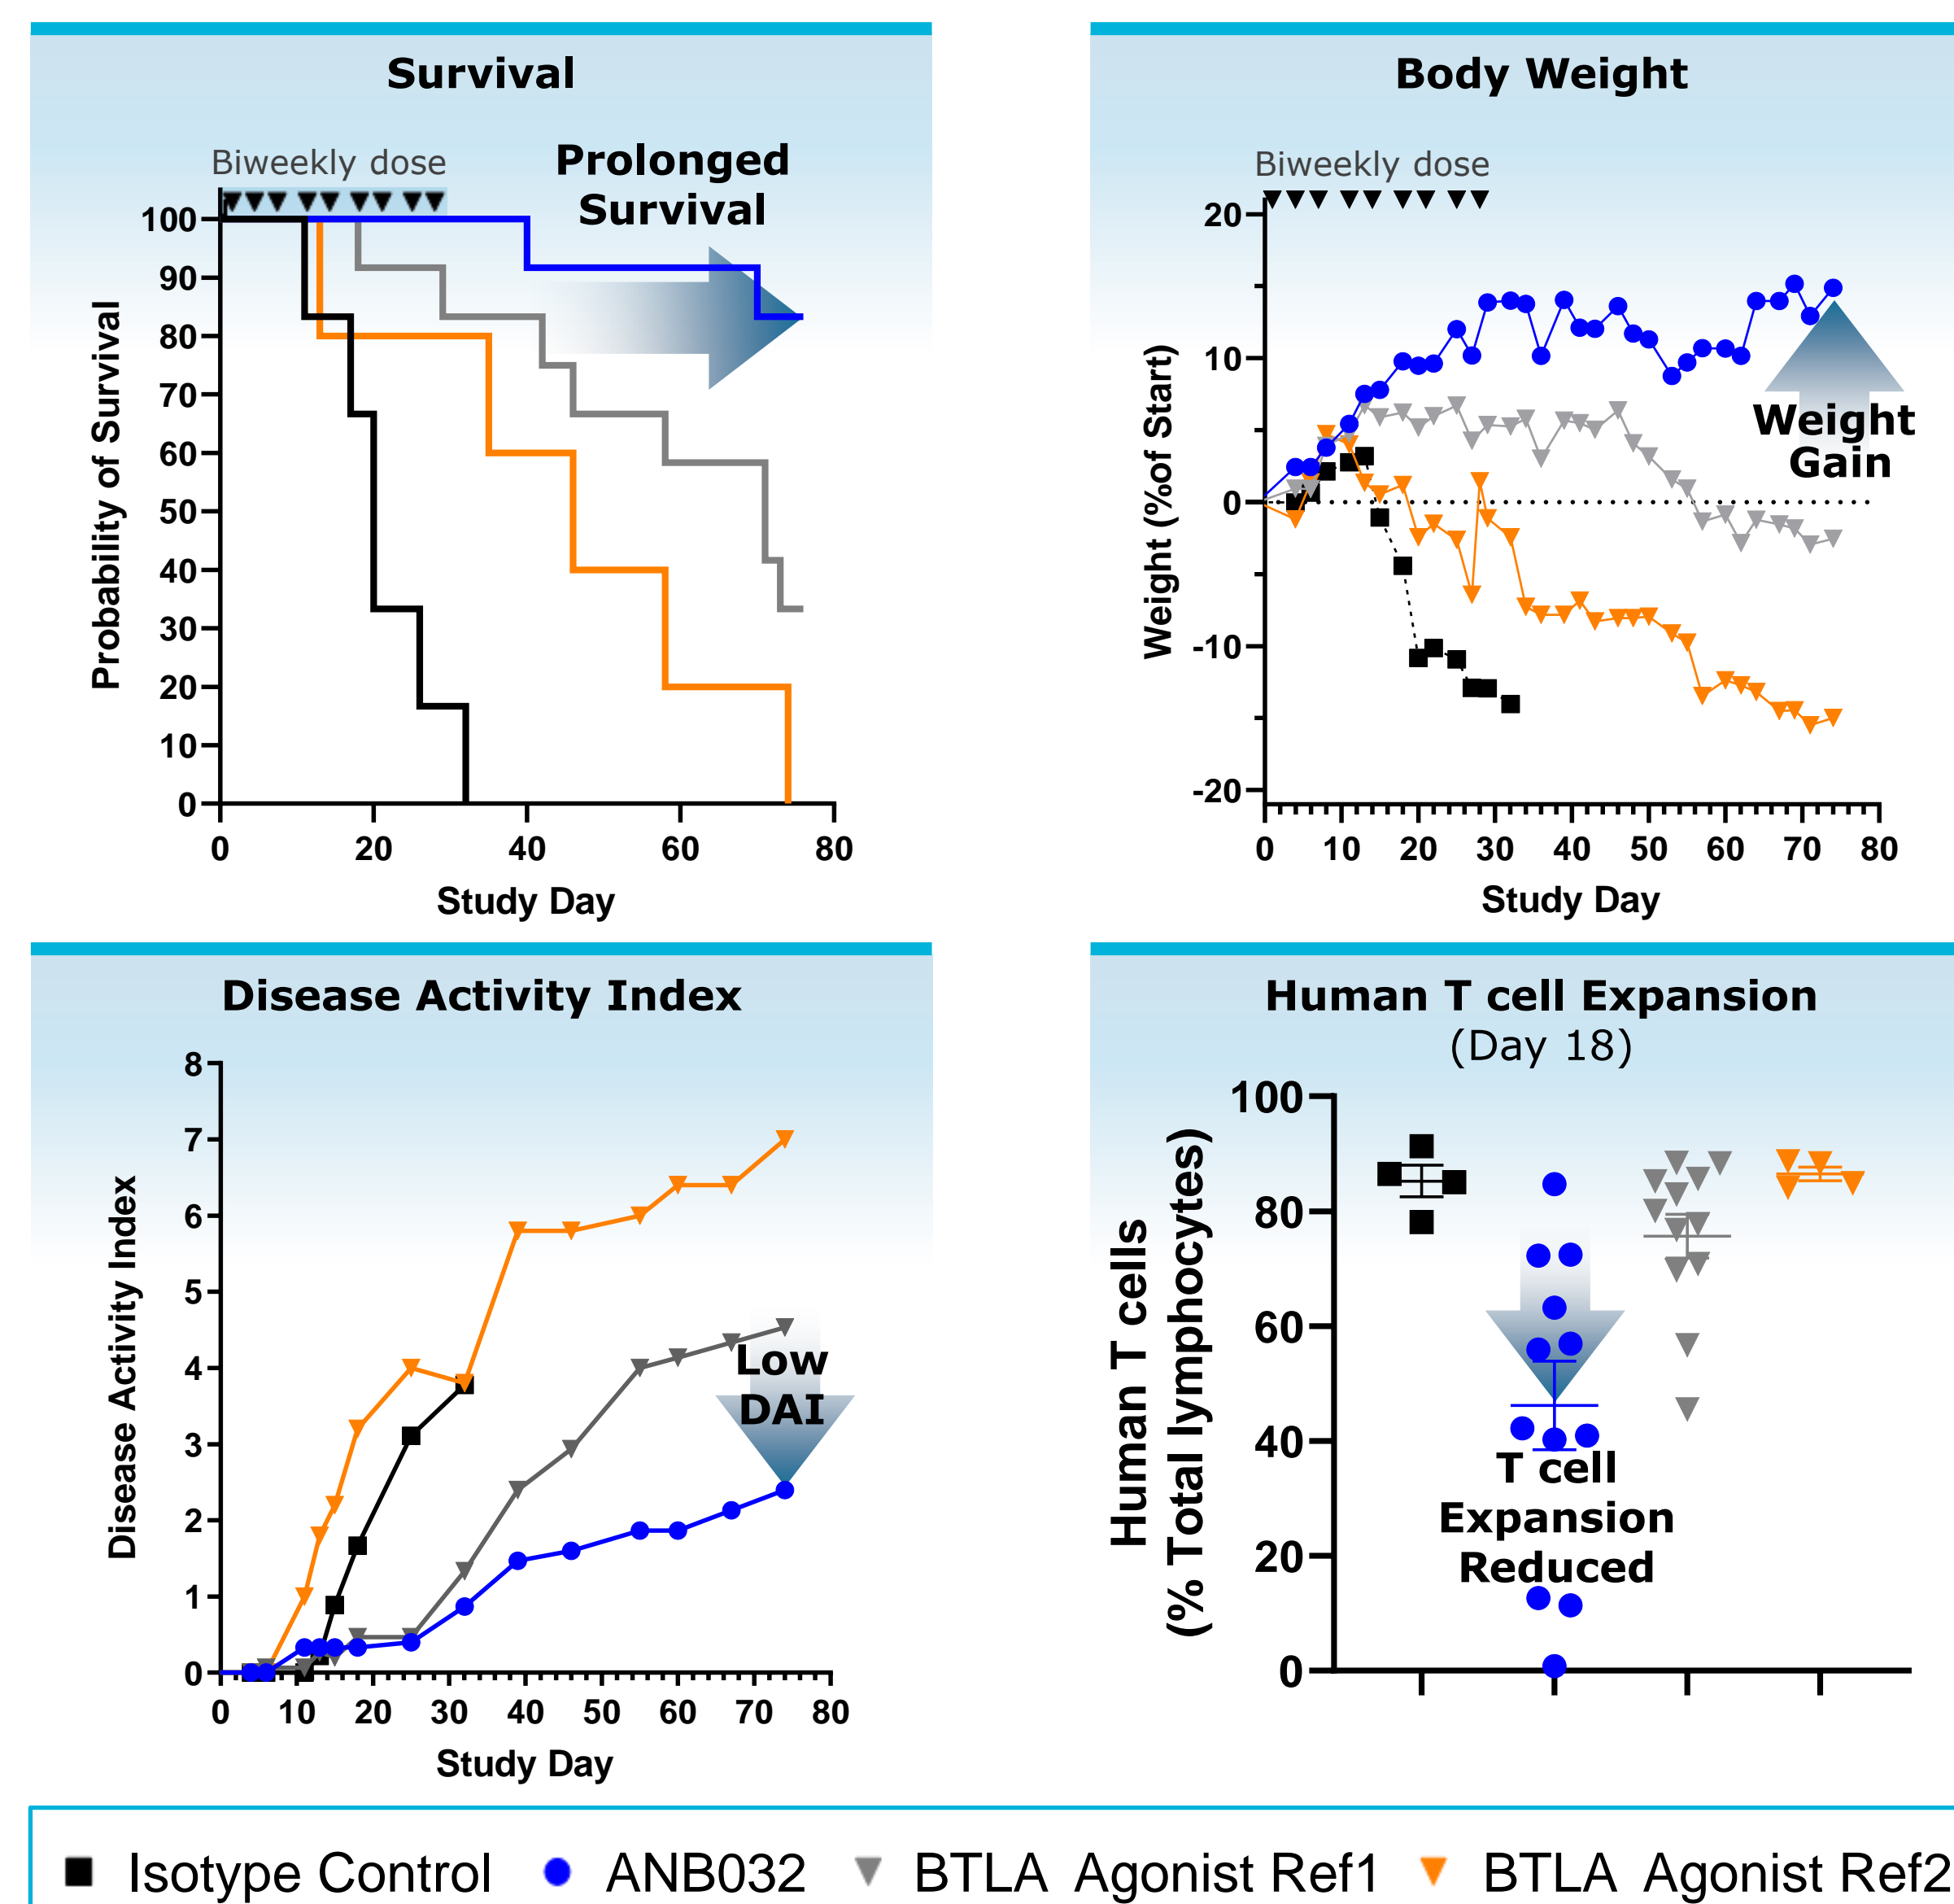 Survival
Biweekly dose
Prolonged
Survival
100
90
80
70
60
50
40
30
20
10
0
Probability of Survival
0 20 40 60 80
Study Day
Body Weight
Biweekly dose
20
10
0
-10
-20
Weight (%of Start)
Weight
Gain
0 10 20 30 40 50 60 70 80
Study Day
Disease Activity Index
8
7
6
5
4
3
2
1
0
Disease Activity Index
Low
DAI
0 10 20 30 40 50 60 70 80
Study Day
Human T cell Expansion
(Day 18)
100
80
60
40
20
0
Human T cells
(% Total lymphocytes)
T cell
Expansion
Reduced
Isotype Control ANB032 BTLA Agonist Ref1 BTLA Agonist Ref2